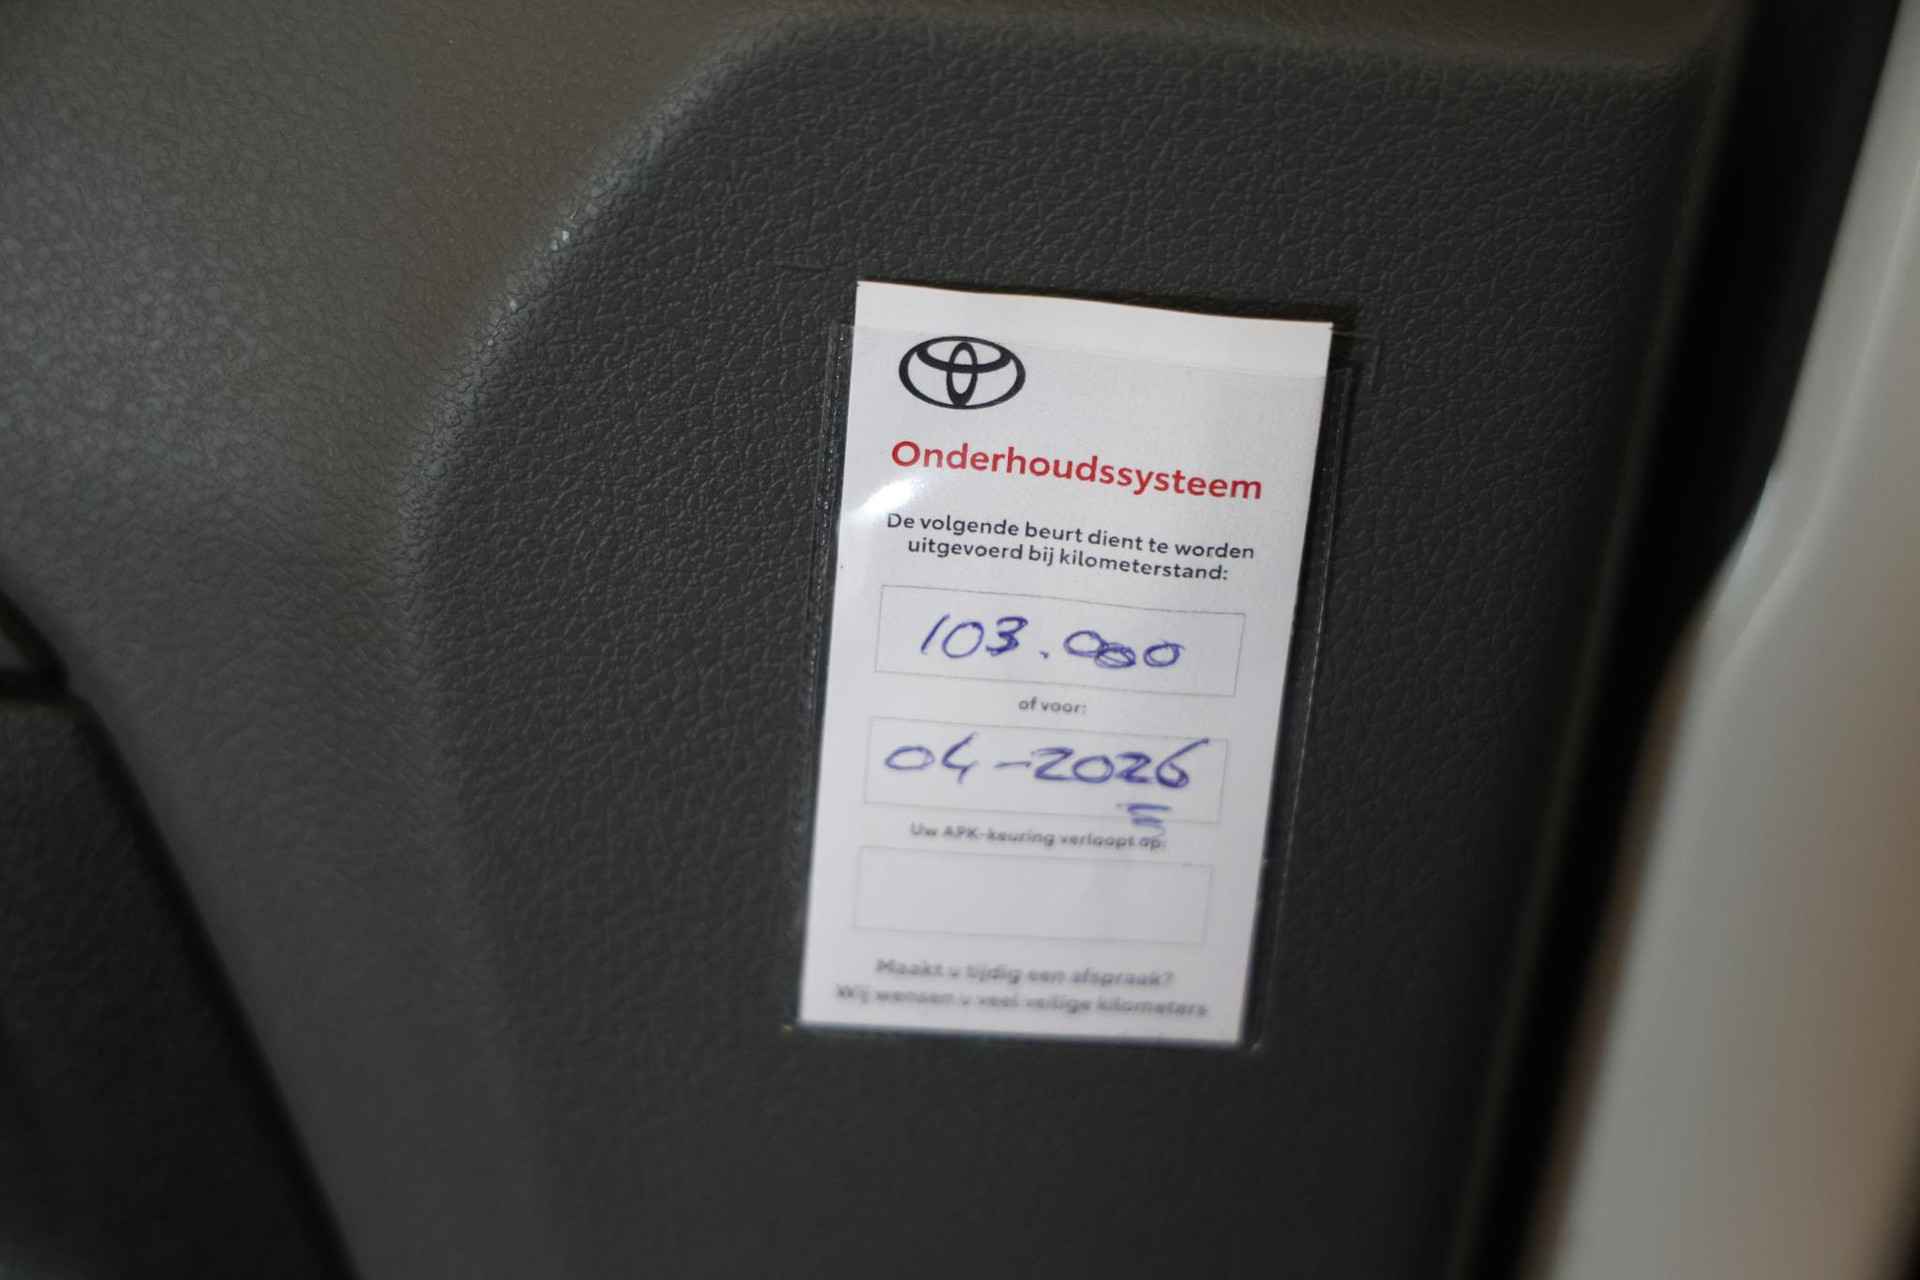 Onderhoudssysteem
De volgende beurt dient te worden
uitgevoerd bij kilometerstand:
103.000
of voor:
04-2026
Uw APK-keuring verloopt op:
Maakt u tijdig een afspraak?
Wij wensen u veel veilige kilometers